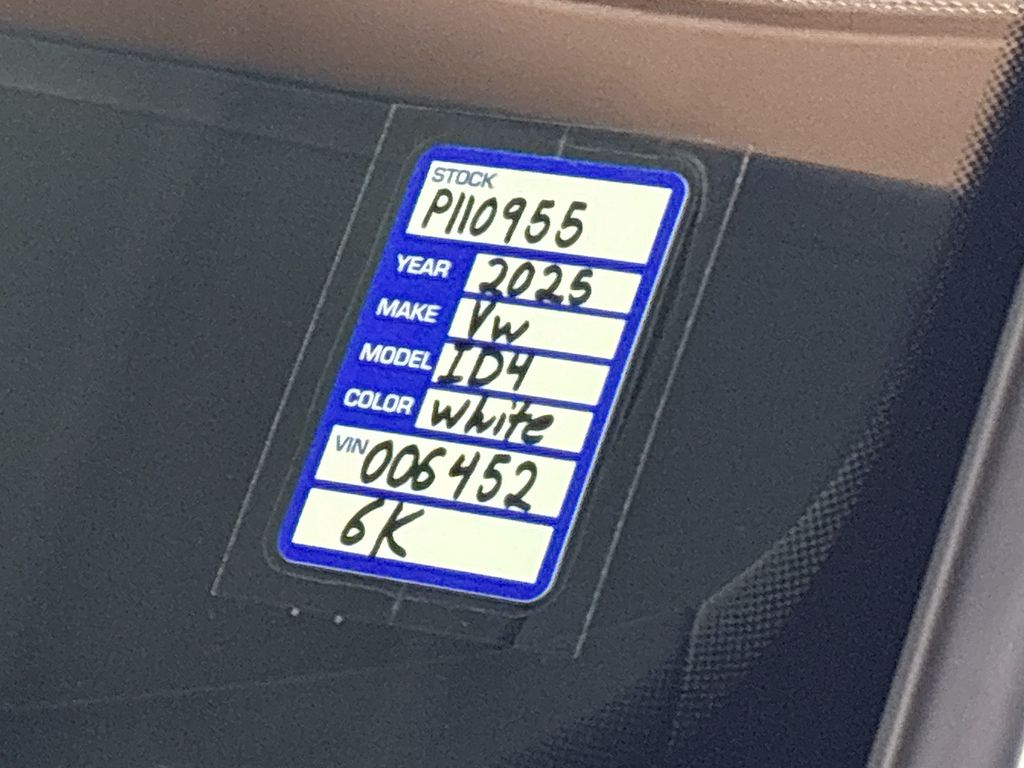 STOCK
P110955
YEAR 2025
MAKE VW
MODEL ID4
COLOR white
VIN 006452
6K